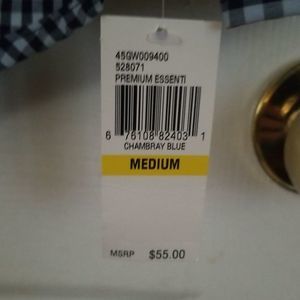 45GW009400
528071
PREMIUM ESSENTI
6 76108 82403 1
CHAMBRAY BLUE
MEDIUM
MSRP $55.00